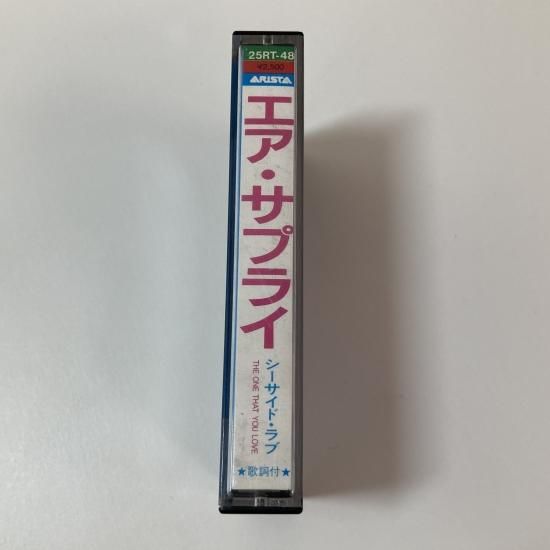 25RT-48
¥2,500
ARISTA
エア・サプライ
シーサイド・ラブ
THE ONE THAT YOU LOVE
★歌詞付★